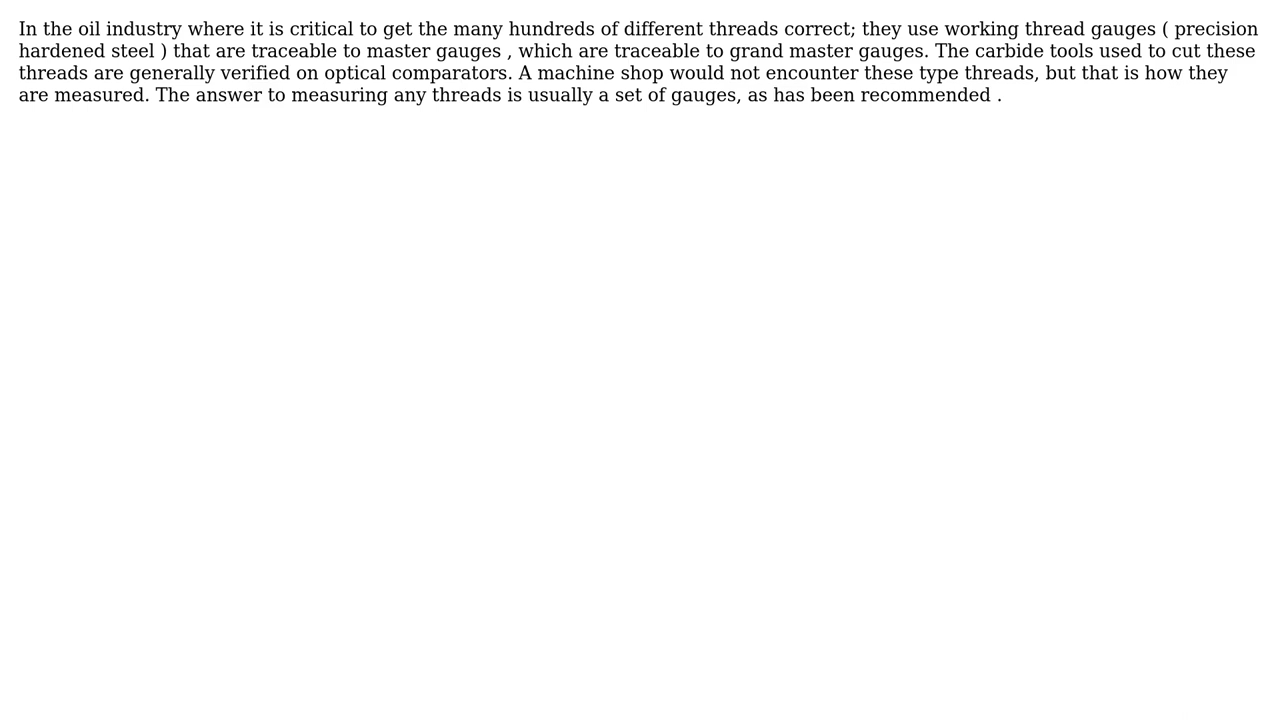 In the oil industry where it is critical to get the many hundreds of different threads correct; they use working thread gauges ( precision
hardened steel ) that are traceable to master gauges , which are traceable to grand master gauges. The carbide tools used to cut these
threads are generally verified on optical comparators. A machine shop would not encounter these type threads, but that is how they
are measured. The answer to measuring any threads is usually a set of gauges, as has been recommended .